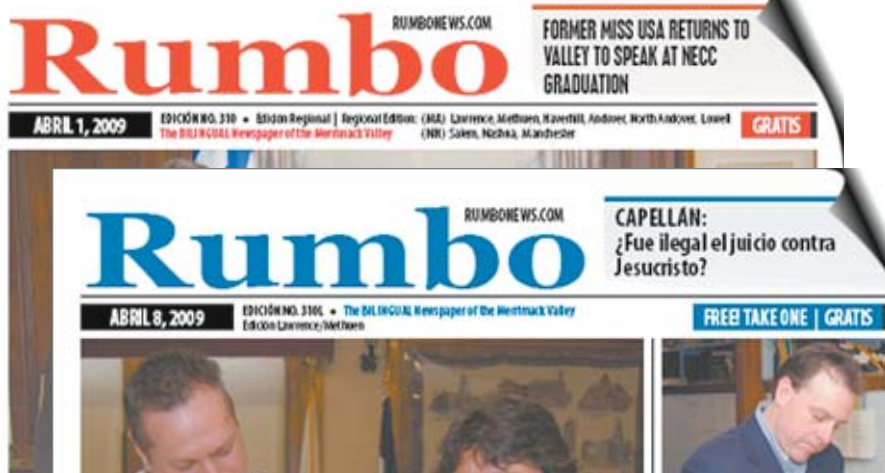 RUMBONEWS.COM
Rumbo
FORMER MISS USA RETURNS TO
VALLEY TO SPEAK AT NECC
GRADUATION
ABRIL 1, 2009
EDICIÓN NO. 310 • Edición Regional | Regional Edition: (MA) Lawrence, Methuen, Haverhill, Andover, North Andover, Lowell
The BILINGUAL Newspaper of the Merrimack Valley (NH) Salem, Nashua, Manchester
GRATIS
RUMBONEWS.COM
Rumbo
CAPELLÁN:
¿Fue ilegal el juicio contra
Jesucristo?
ABRIL 8, 2009
EDICIÓN NO. 310L • The BILINGUAL Newspaper of the Merrimack Valley
Edición Lawrence/Methuen
FREE! TAKE ONE | GRATIS